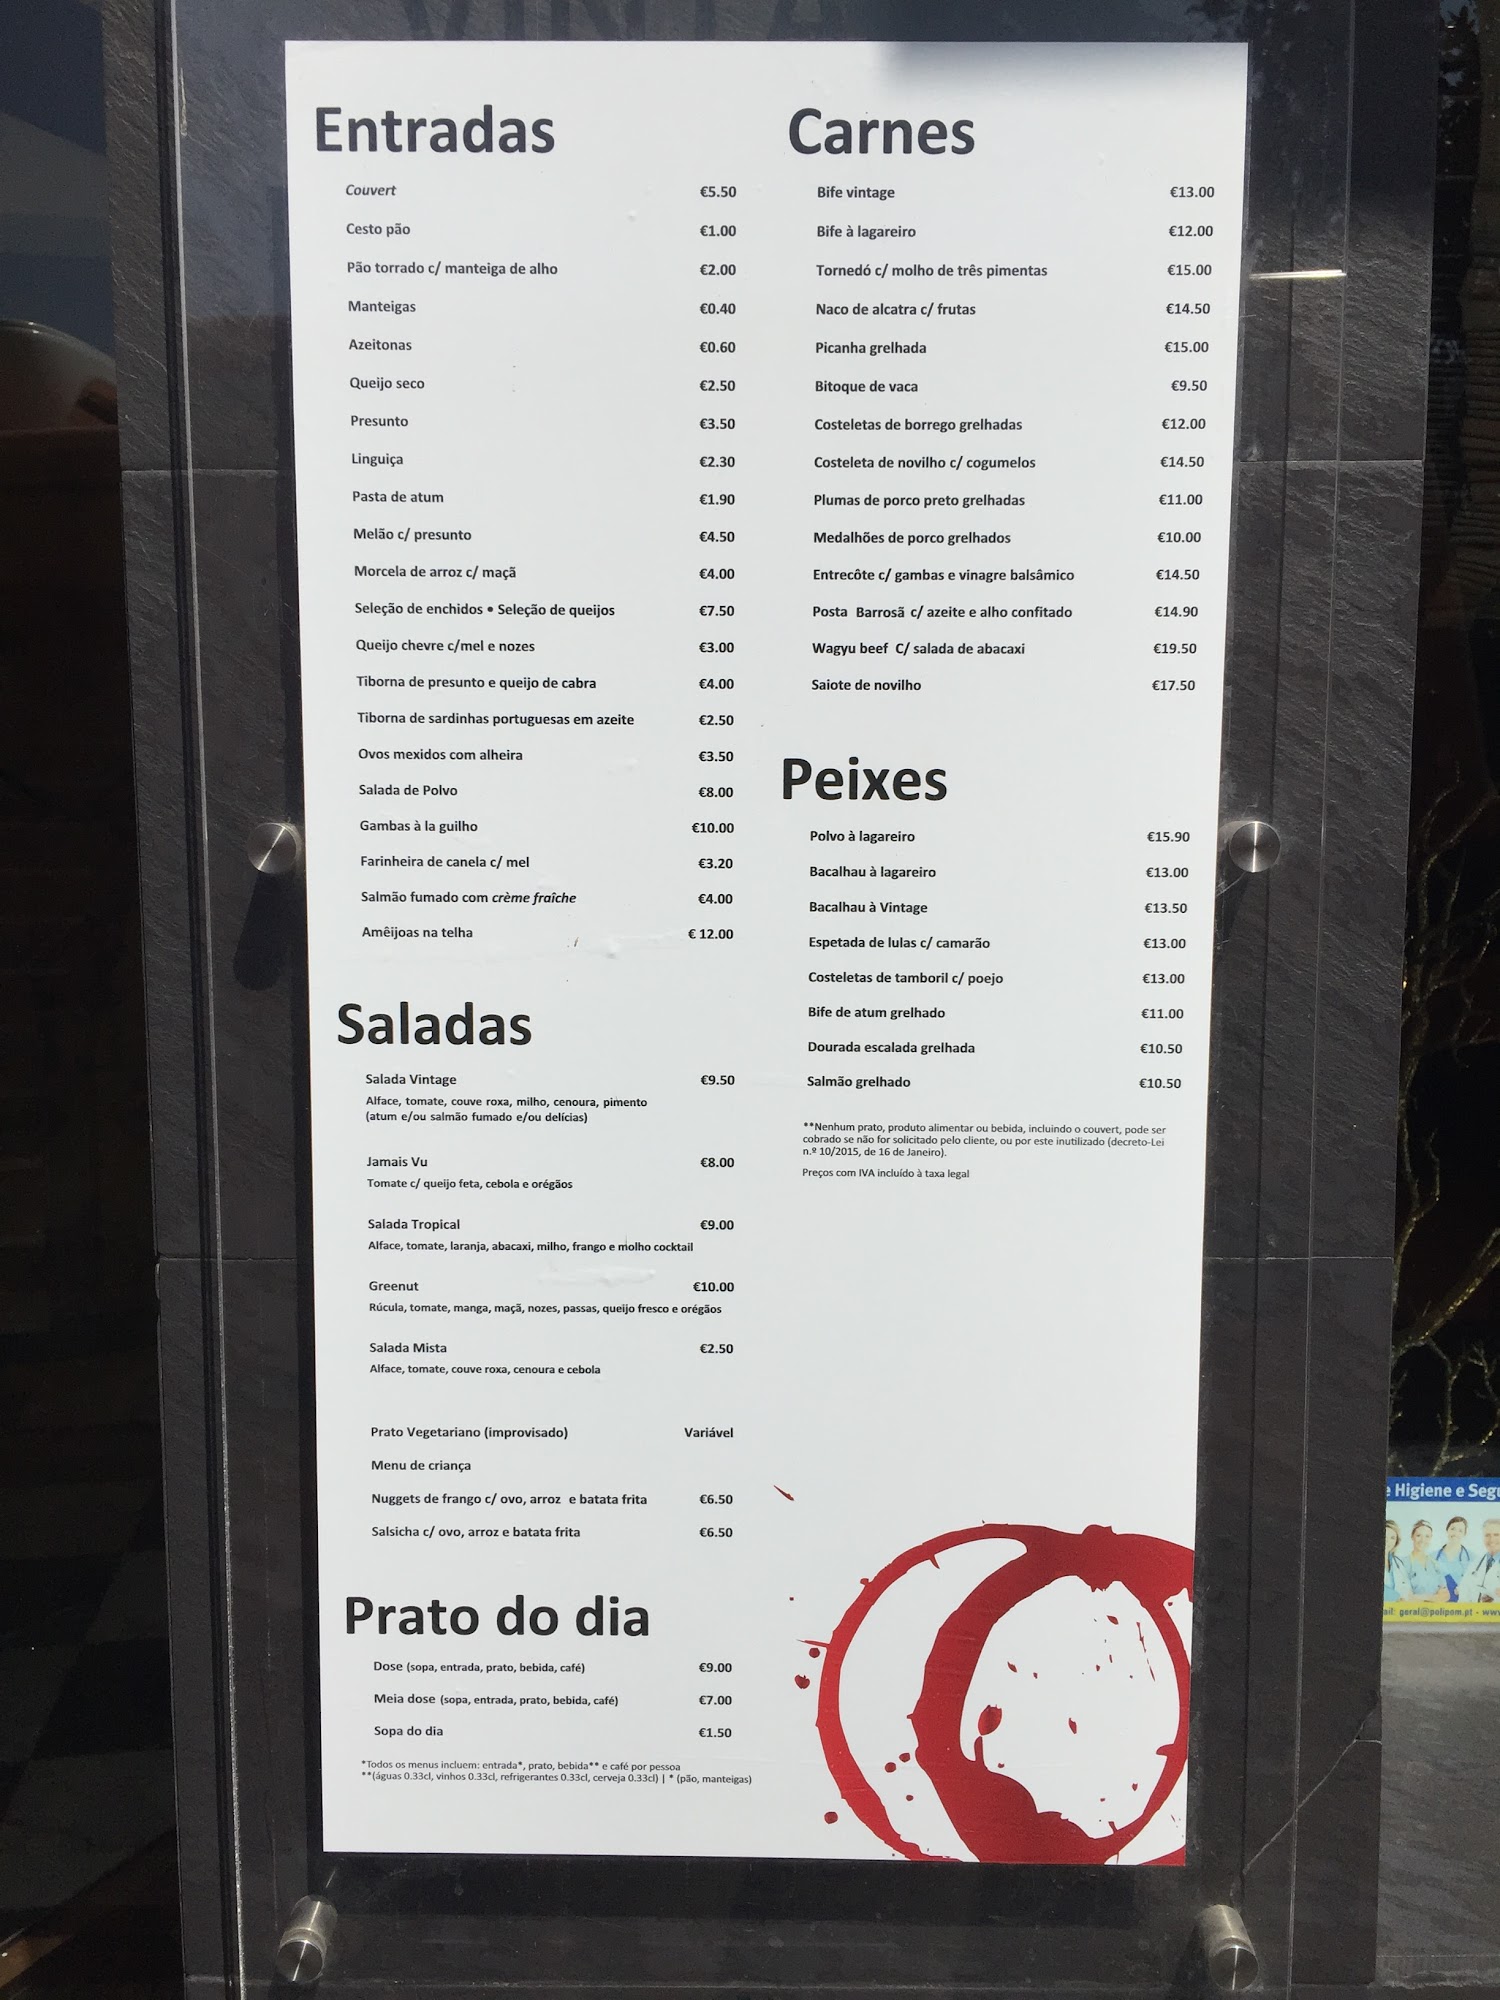 Entradas
Couvert €5.50
Cesto pão €1.00
Pão torrado c/ manteiga de alho €2.00
Manteigas €0.40
Azeitonas €0.60
Queijo seco €2.50
Presunto €3.50
Linguiça €2.30
Pasta de atum €1.90
Melão c/ presunto €4.50
Morcela de arroz c/ maçã €4.00
Seleção de enchidos • Seleção de queijos €7.50
Queijo chevre c/mel e nozes €3.00
Tiborna de presunto e queijo de cabra €4.00
Tiborna de sardinhas portuguesas em azeite €2.50
Ovos mexidos com alheira €3.50
Salada de Polvo €8.00
Gambas à la guilho €10.00
Farinheira de canela c/ mel €3.20
Salmão fumado com crème fraîche €4.00
Amêijoas na telha € 12.00
Saladas
Salada Vintage €9.50
Alface, tomate, couve roxa, milho, cenoura, pimento
(atum e/ou salmão fumado e/ou delícias)
Jamais Vu €8.00
Tomate c/ queijo feta, cebola e orégãos
Salada Tropical €9.00
Alface, tomate, laranja, abacaxi, milho, frango e molho cocktail
Greenut €10.00
Rúcula, tomate, manga, maçã, nozes, passas, queijo fresco e orégãos
Salada Mista €2.50
Alface, tomate, couve roxa, cenoura e cebola
Prato Vegetariano (improvisado) Variável
Menu de criança
Nuggets de frango c/ ovo, arroz e batata frita €6.50
Salsicha c/ ovo, arroz e batata frita €6.50
Prato do dia
Dose (sopa, entrada, prato, bebida, café) €9.00
Meia dose (sopa, entrada, prato, bebida, café) €7.00
Sopa do dia €1.50
*Todos os menus incluem: entrada*, prato, bebida** e café por pessoa
**(águas 0.33cl, vinhos 0.33cl, refrigerantes 0.33cl, cerveja 0.33cl) | * (pão, manteigas)
Carnes
Bife vintage €13.00
Bife à lagareiro €12.00
Tornedó c/ molho de três pimentas €15.00
Naco de alcatra c/ frutas €14.50
Picanha grelhada €15.00
Bitoque de vaca €9.50
Costeletas de borrego grelhadas €12.00
Costeleta de novilho c/ cogumelos €14.50
Plumas de porco preto grelhadas €11.00
Medalhões de porco grelhados €10.00
Entrecôte c/ gambas e vinagre balsâmico €14.50
Posta Barrosã c/ azeite e alho confitado €14.90
Wagyu beef C/ salada de abacaxi €19.50
Saiote de novilho €17.50
Peixes
Polvo à lagareiro €15.90
Bacalhau à lagareiro €13.00
Bacalhau à Vintage €13.50
Espetada de lulas c/ camarão €13.00
Costeletas de tamboril c/ poejo €13.00
Bife de atum grelhado €11.00
Dourada escalada grelhada €10.50
Salmão grelhado €10.50
**Nenhum prato, produto alimentar ou bebida, incluindo o couvert, pode ser
cobrado se não for solicitado pelo cliente, ou por este inutilizado (decreto-Lei
n.º 10/2015, de 16 de Janeiro).
Preços com IVA incluído à taxa legal
e Higiene e Segu
ail: geral@polipom.pt - www